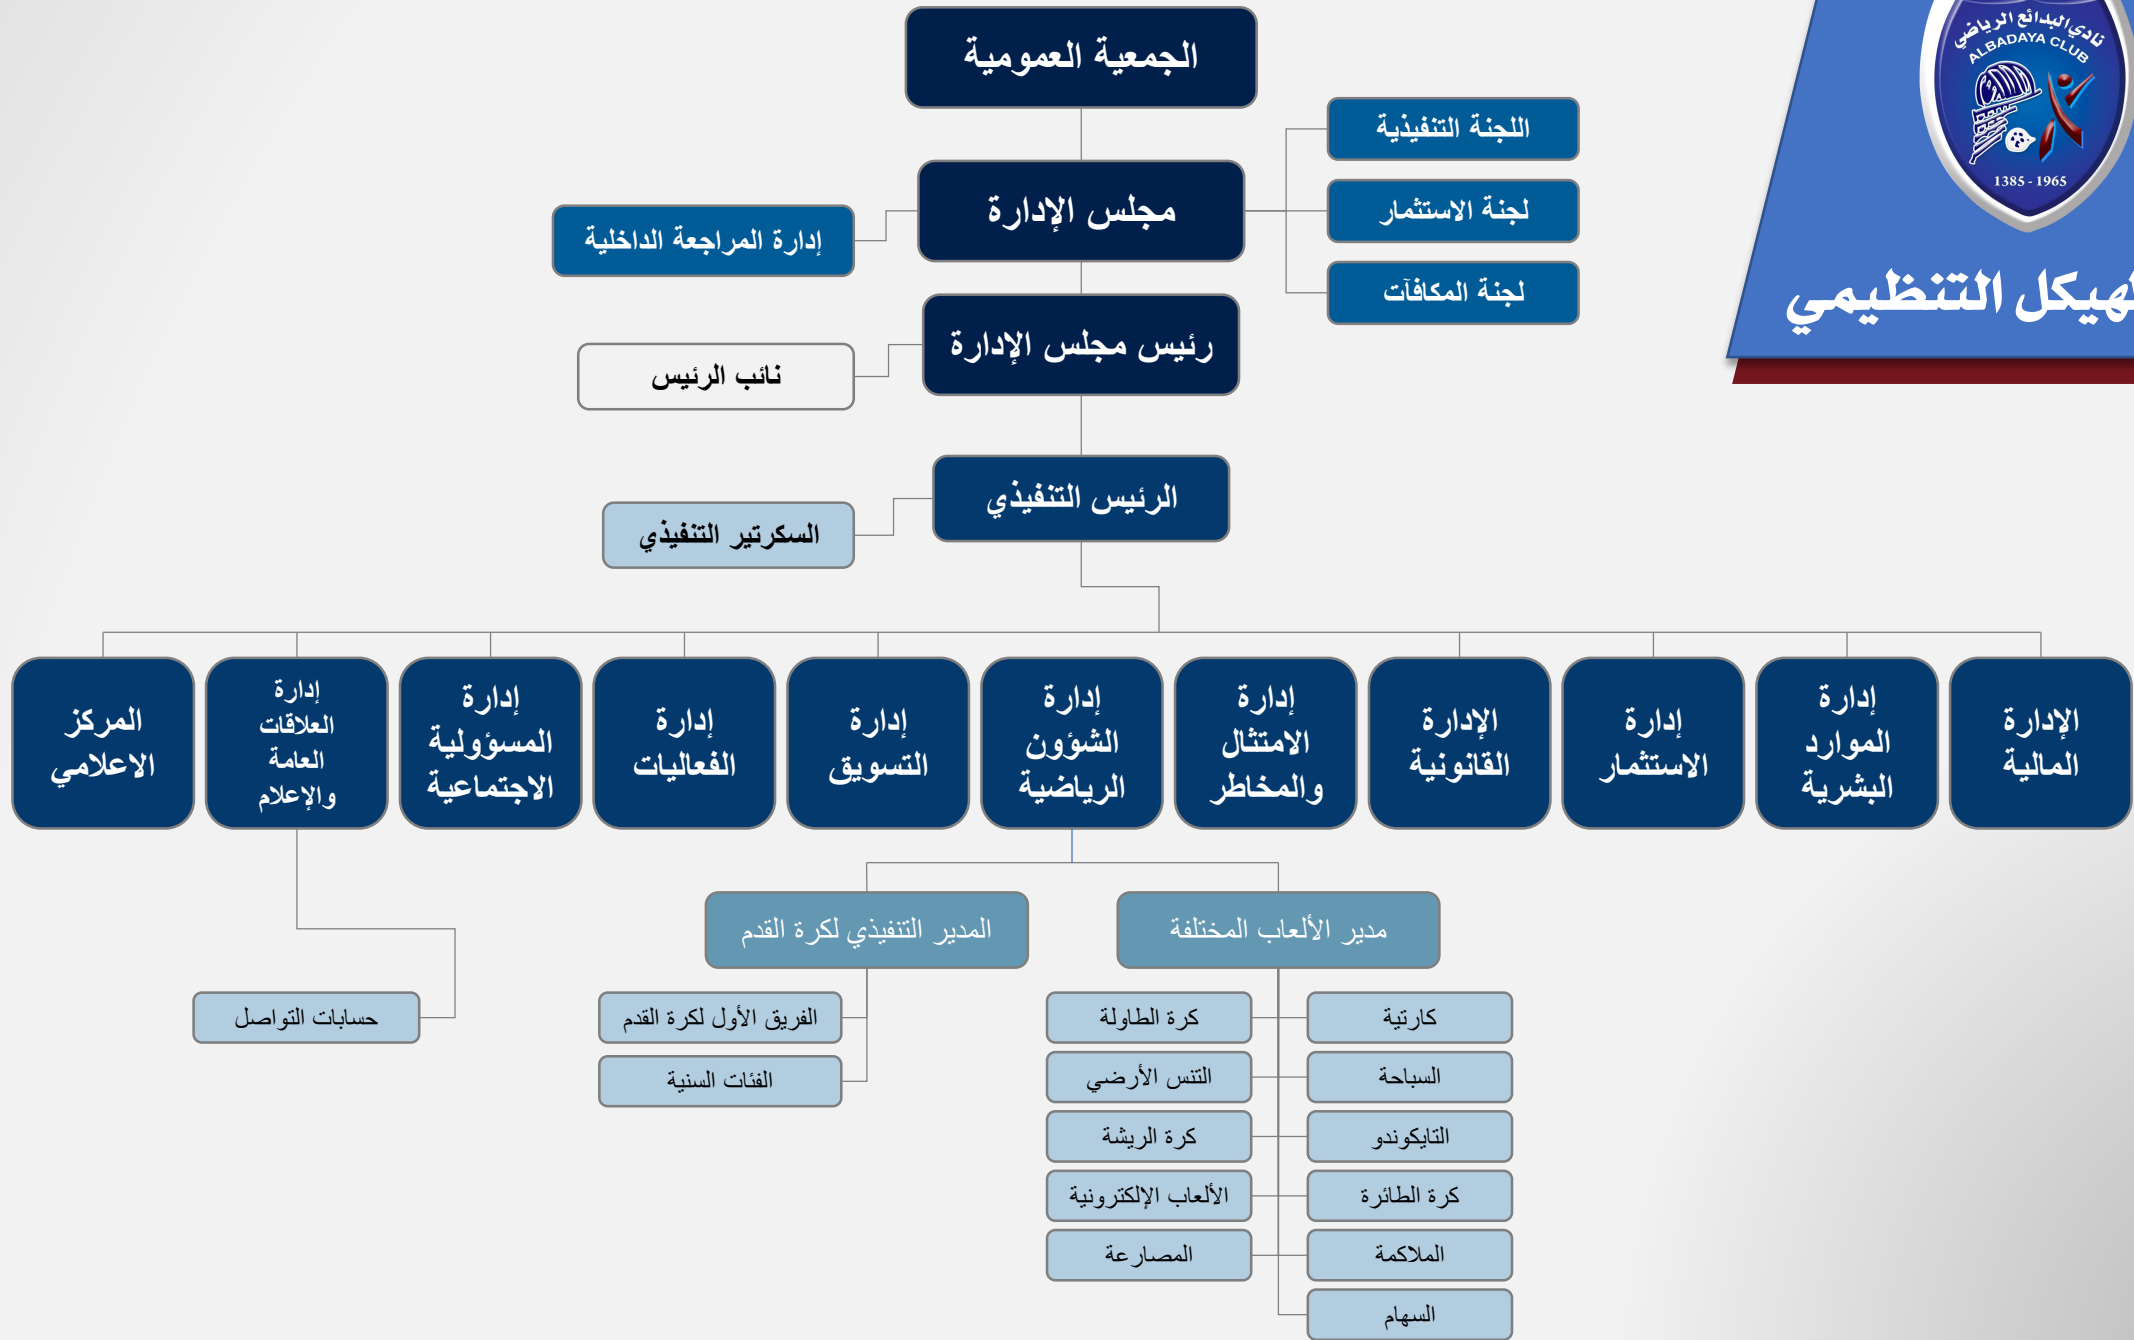 نادي البدائع الرياضي
ALBADAYA CLUB
1385 - 1965
لهيكل التنظيمي
الجمعية العمومية
مجلس الإدارة
اللجنة التنفيذية
لجنة الاستثمار
لجنة المكافآت
إدارة المراجعة الداخلية
رئيس مجلس الإدارة
نائب الرئيس
الرئيس التنفيذي
السكرتير التنفيذي
الإدارة
المالية
إدارة
الموارد
البشرية
إدارة
الاستثمار
الإدارة
القانونية
إدارة
الامتثال
والمخاطر
إدارة
الشؤون
الرياضية
إدارة
التسويق
إدارة
الفعاليات
إدارة
المسؤولية
الاجتماعية
إدارة
العلاقات
العامة
والإعلام
المركز
الاعلامي
مدير الألعاب المختلفة
المدير التنفيذي لكرة القدم
كارتية
السباحة
التايكوندو
كرة الطائرة
الملاكمة
السهام
كرة الطاولة
التنس الأرضي
كرة الريشة
الألعاب الإلكترونية
المصارعة
الفريق الأول لكرة القدم
الفئات السنية
حسابات التواصل